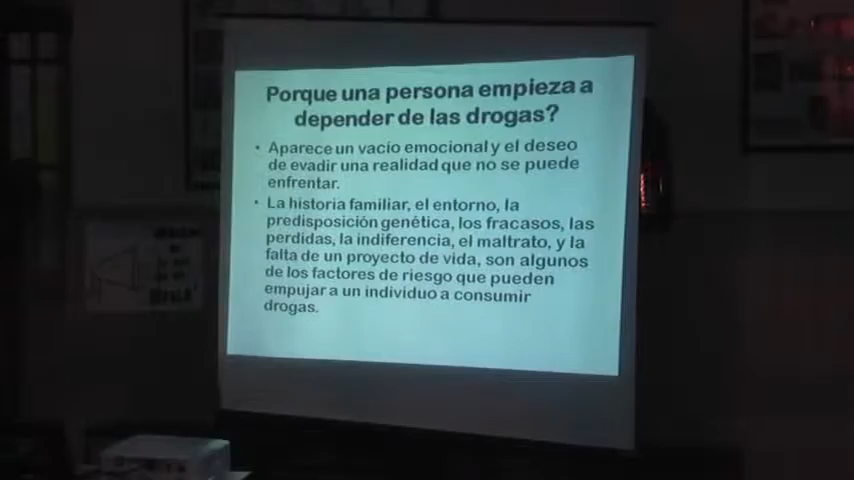 Porque una persona empieza a
depender de las drogas?
• Aparece un vacio emocional y el deseo
de evadir una realidad que no se puede
enfrentar.
• La historia familiar, el entorno, la
predisposición genética, los fracasos, las
perdidas, la indiferencia, el maltrato, y la
falta de un proyecto de vida, son algunos
de los factores de riesgo que pueden
empujar a un individuo a consumir
drogas.